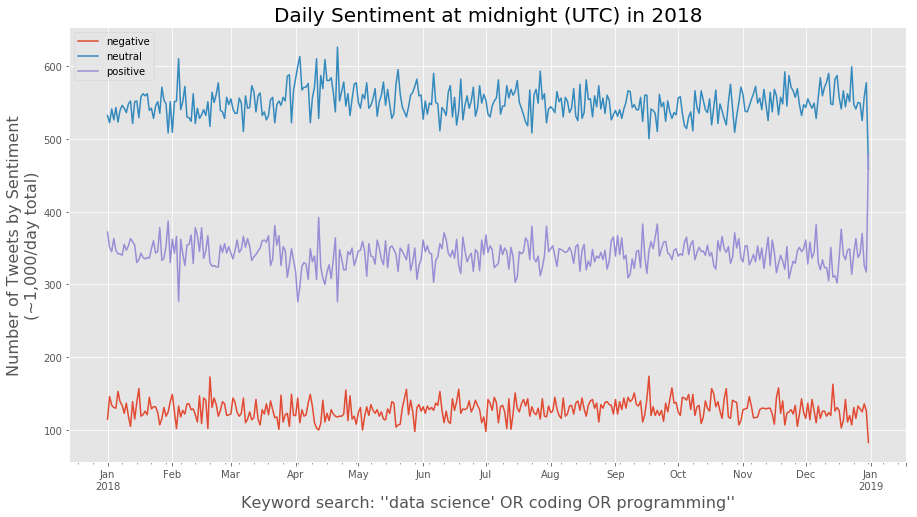 Daily Sentiment at midnight (UTC) in 2018
negative
neutral
positive
Number of Tweets by Sentiment
(~1,000/day total)
600
500
400
300
200
100
Jan Feb Mar Apr May Jun Jul Aug Sep Oct Nov Dec Jan
2018 2019
Keyword search: ''data science' OR coding OR programming''